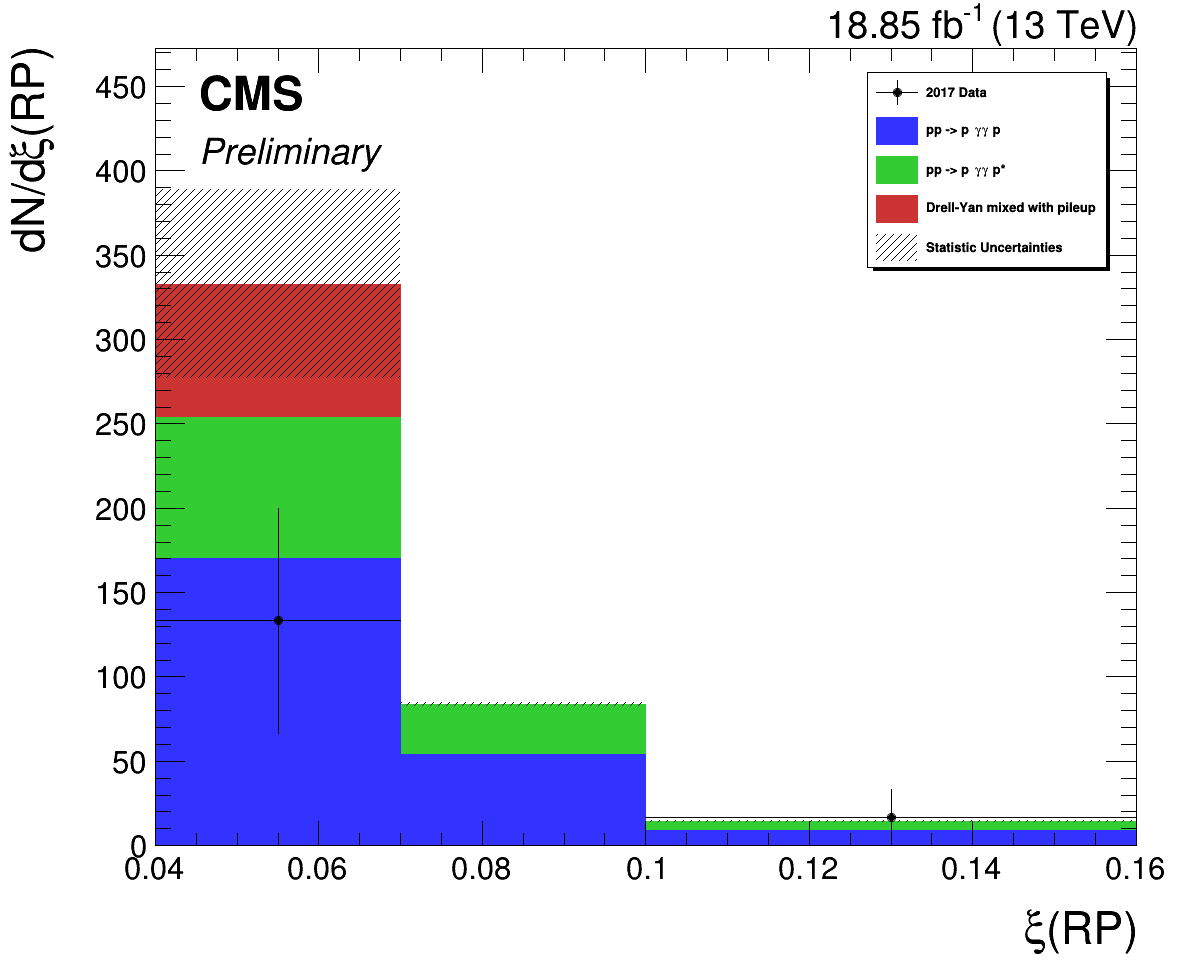 18.85 fb⁻¹ (13 TeV)
dN/dξ(RP)
CMS
Preliminary
2017 Data
pp -> p γγ p
pp -> p γγ p*
Drell-Yan mixed with pileup
Statistic Uncertainties
450
400
350
300
250
200
150
100
50
0
0.04 0.06 0.08 0.1 0.12 0.14 0.16
ξ(RP)